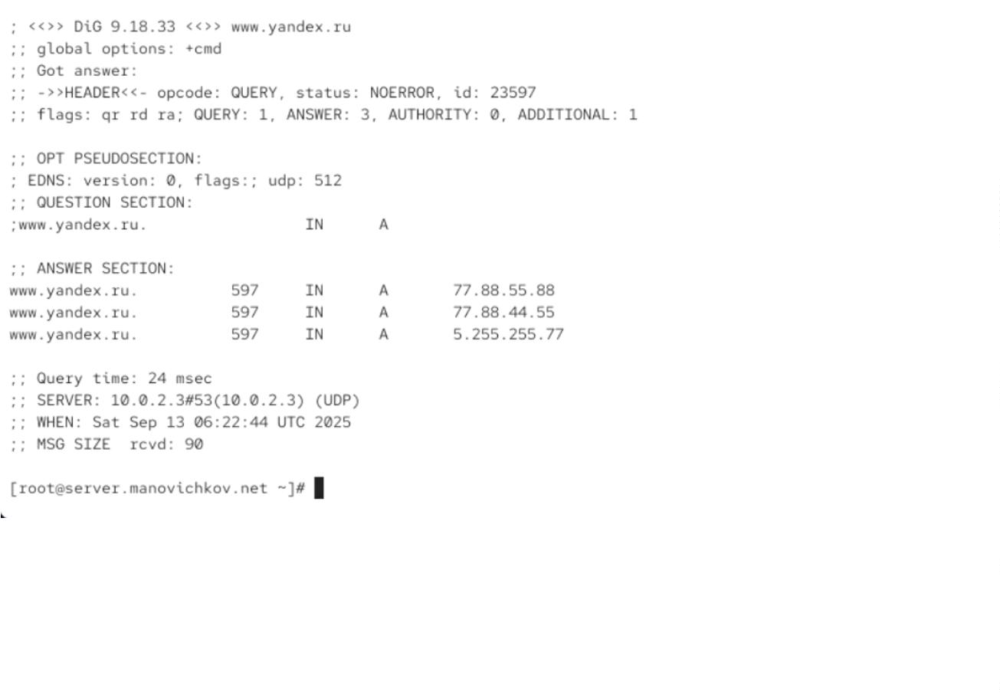 ; <<>> DiG 9.18.33 <<>> www.yandex.ru
;; global options: +cmd
;; Got answer:
;; ->>HEADER<<- opcode: QUERY, status: NOERROR, id: 23597
;; flags: qr rd ra; QUERY: 1, ANSWER: 3, AUTHORITY: 0, ADDITIONAL: 1

;; OPT PSEUDOSECTION:
; EDNS: version: 0, flags:; udp: 512
;; QUESTION SECTION:
;www.yandex.ru. IN A

;; ANSWER SECTION:
www.yandex.ru. 597 IN A 77.88.55.88
www.yandex.ru. 597 IN A 77.88.44.55
www.yandex.ru. 597 IN A 5.255.255.77

;; Query time: 24 msec
;; SERVER: 10.0.2.3#53(10.0.2.3) (UDP)
;; WHEN: Sat Sep 13 06:22:44 UTC 2025
;; MSG SIZE  rcvd: 90

[root@server.manovichkov.net ~]#